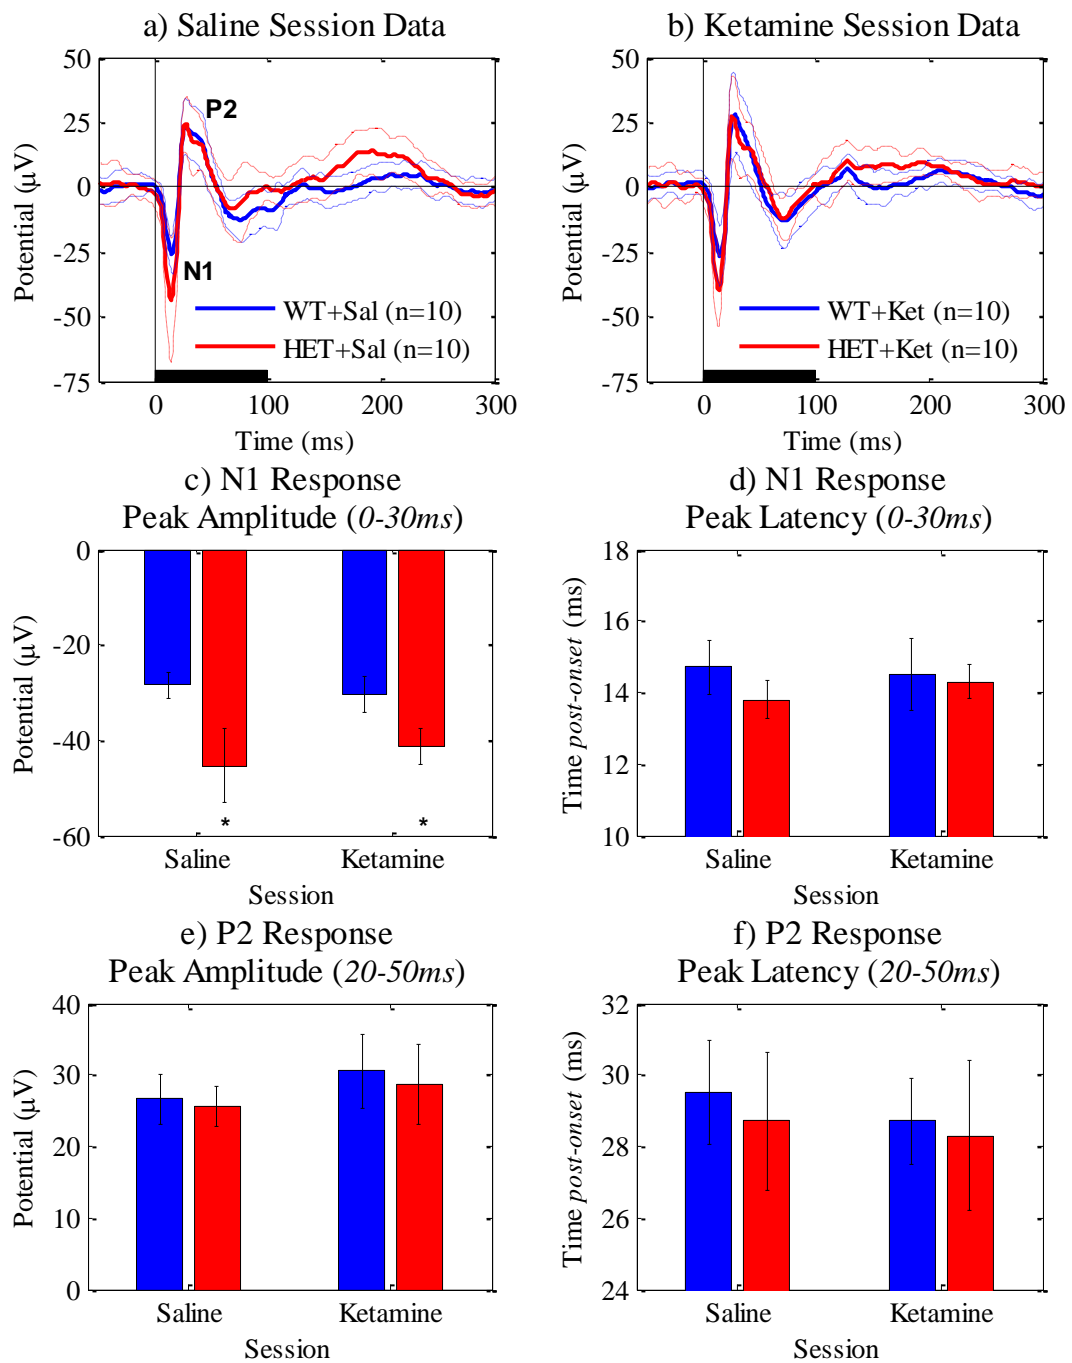 a) Saline Session Data
50
25
0
-25
-50
-75
Potential (μV)
P2
N1
WT+Sal (n=10)
HET+Sal (n=10)
0
100
200
300
Time (ms)
b) Ketamine Session Data
50
25
0
-25
-50
-75
Potential (μV)
WT+Ket (n=10)
HET+Ket (n=10)
0
100
200
300
Time (ms)
c) N1 Response
Peak Amplitude (0-30ms)
0
-20
-40
-60
Potential (μV)
*
*
Saline
Ketamine
Session
d) N1 Response
Peak Latency (0-30ms)
18
16
14
12
10
Time post-onset (ms)
Saline
Ketamine
Session
e) P2 Response
Peak Amplitude (20-50ms)
40
30
20
10
0
Potential (μV)
Saline
Ketamine
Session
f) P2 Response
Peak Latency (20-50ms)
32
30
28
26
24
Time post-onset (ms)
Saline
Ketamine
Session